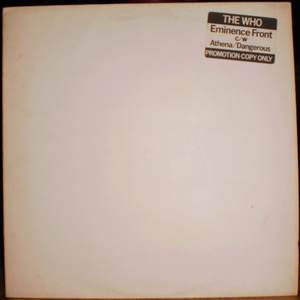 THE WHO
Eminence Front
c/w
Athena/Dangerous
PROMOTION COPY ONLY